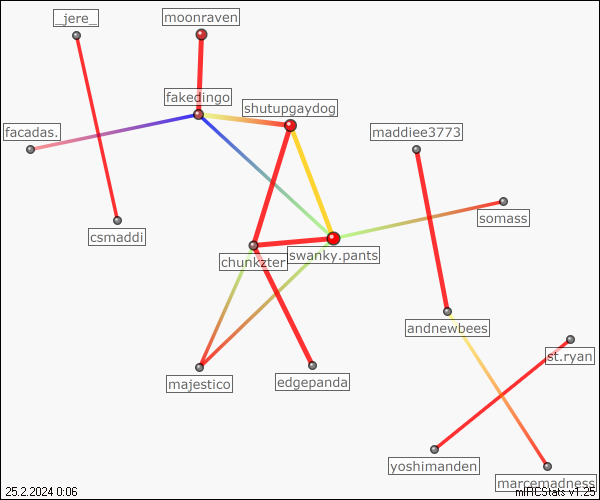 _jere_
moonraven
fakedingo
shutupgaydog
facadas.
maddiee3773
somass
csmaddi
swanky.pants
chunkzter
andnewbees
st.ryan
majestico
edgepanda
yoshimanden
marcemadness
25.2.2024 0:06
mIRCStats v1.25